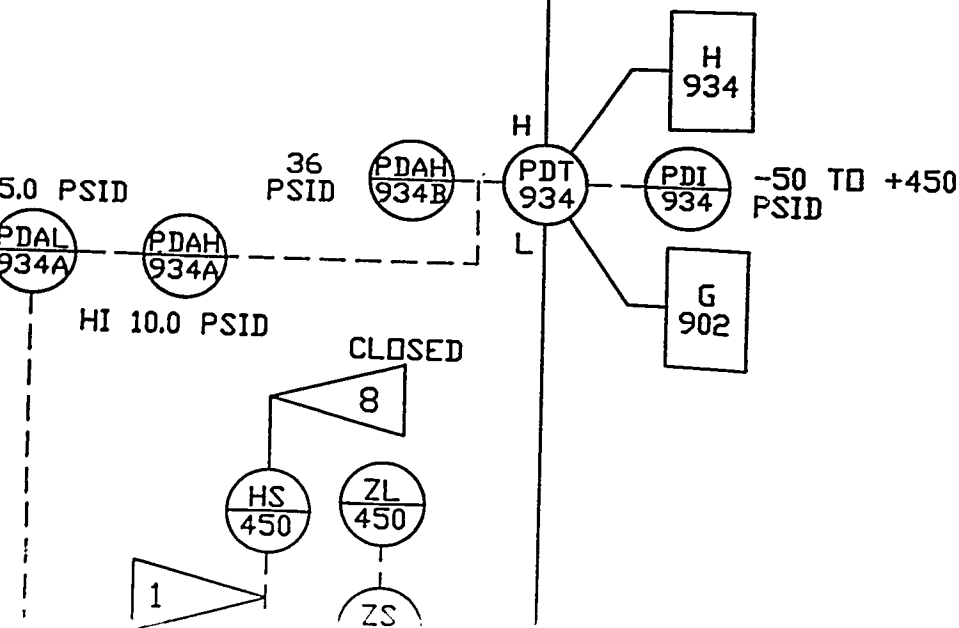 H
934
H
36
PSID
PDAH
934B
PDT
934
PDI
934
-50 TO +450
PSID
5.0 PSID
L
PDAL
934A
PDAH
934A
HI 10.0 PSID
G
902
CLOSED
8
HS
450
ZL
450
1
ZS